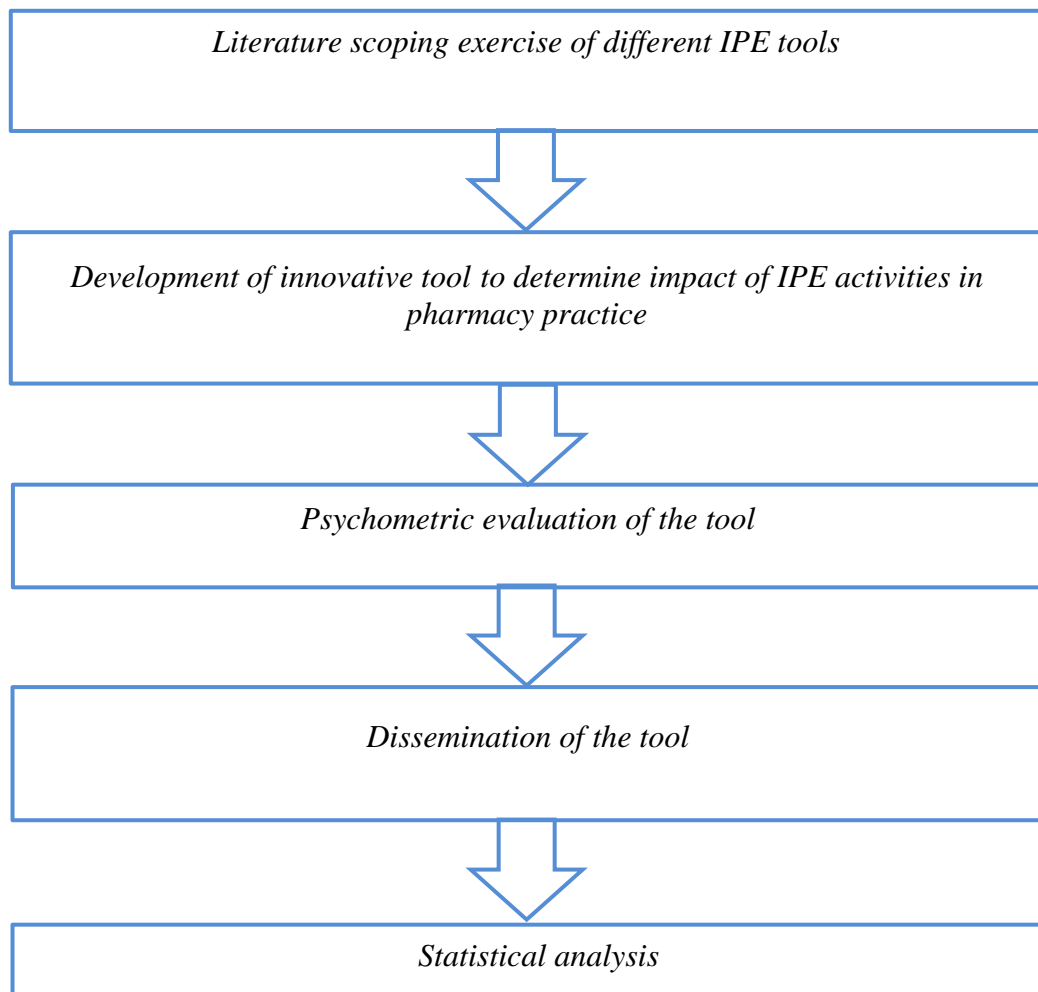 Literature scoping exercise of different IPE tools
Development of innovative tool to determine impact of IPE activities in
pharmacy practice
Psychometric evaluation of the tool
Dissemination of the tool
Statistical analysis